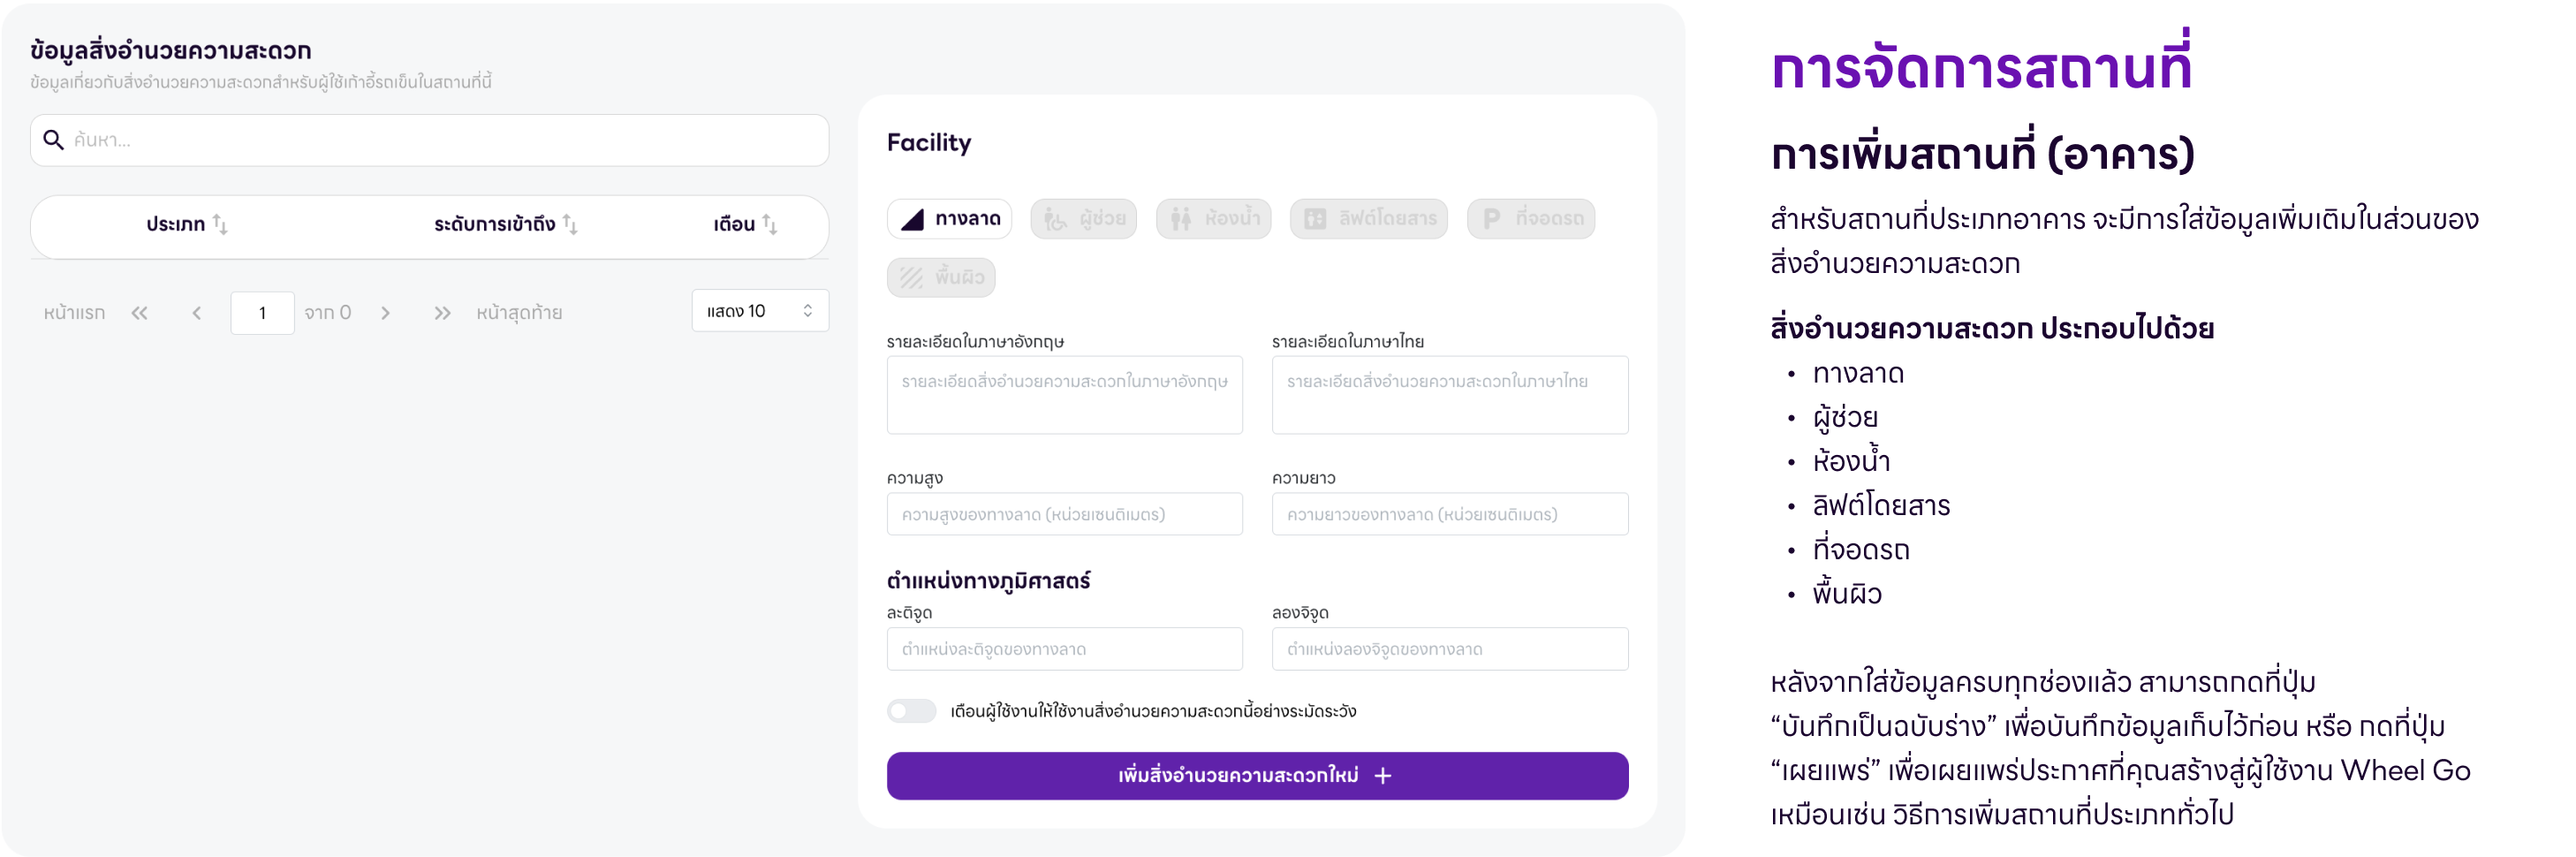 ข้อมูลสิ่งอำนวยความสะดวก
ข้อมูลเกี่ยวกับสิ่งอำนวยความสะดวกสำหรับผู้ใช้เก้าอี้รถเข็นในสถานที่นี้
ค้นหา...
ประเภท ระดับการเข้าถึง เตือน
หน้าแรก 1 จาก 0 หน้าสุดท้าย แสดง 10
Facility
ทางลาด ผู้ช่วย ห้องน้ำ ลิฟต์โดยสาร ที่จอดรถ
พื้นผิว
รายละเอียดในภาษาอังกฤษ รายละเอียดในภาษาไทย
รายละเอียดสิ่งอำนวยความสะดวกในภาษาอังกฤษ รายละเอียดสิ่งอำนวยความสะดวกในภาษาไทย
ความสูง ความยาว
ความสูงของทางลาด (หน่วยเซนติเมตร) ความยาวของทางลาด (หน่วยเซนติเมตร)
ตำแหน่งทางภูมิศาสตร์
ละติจูด ลองจิจูด
ตำแหน่งละติจูดของทางลาด ตำแหน่งลองจิจูดของทางลาด
เตือนผู้ใช้งานให้ใช้งานสิ่งอำนวยความสะดวกนี้อย่างระมัดระวัง
เพิ่มสิ่งอำนวยความสะดวกใหม่ +
การจัดการสถานที่
การเพิ่มสถานที่ (อาคาร)
สำหรับสถานที่ประเภทอาคาร จะมีการใส่ข้อมูลเพิ่มเติมในส่วนของ
สิ่งอำนวยความสะดวก
สิ่งอำนวยความสะดวก ประกอบไปด้วย
• ทางลาด
• ผู้ช่วย
• ห้องน้ำ
• ลิฟต์โดยสาร
• ที่จอดรถ
• พื้นผิว
หลังจากใส่ข้อมูลครบทุกช่องแล้ว สามารถกดที่ปุ่ม
“บันทึกเป็นฉบับร่าง” เพื่อบันทึกข้อมูลเก็บไว้ก่อน หรือ กดที่ปุ่ม
“เผยแพร่” เพื่อเผยแพร่ประกาศที่คุณสร้างสู่ผู้ใช้งาน Wheel Go
เหมือนเช่น วิธีการเพิ่มสถานที่ประเภททั่วไป